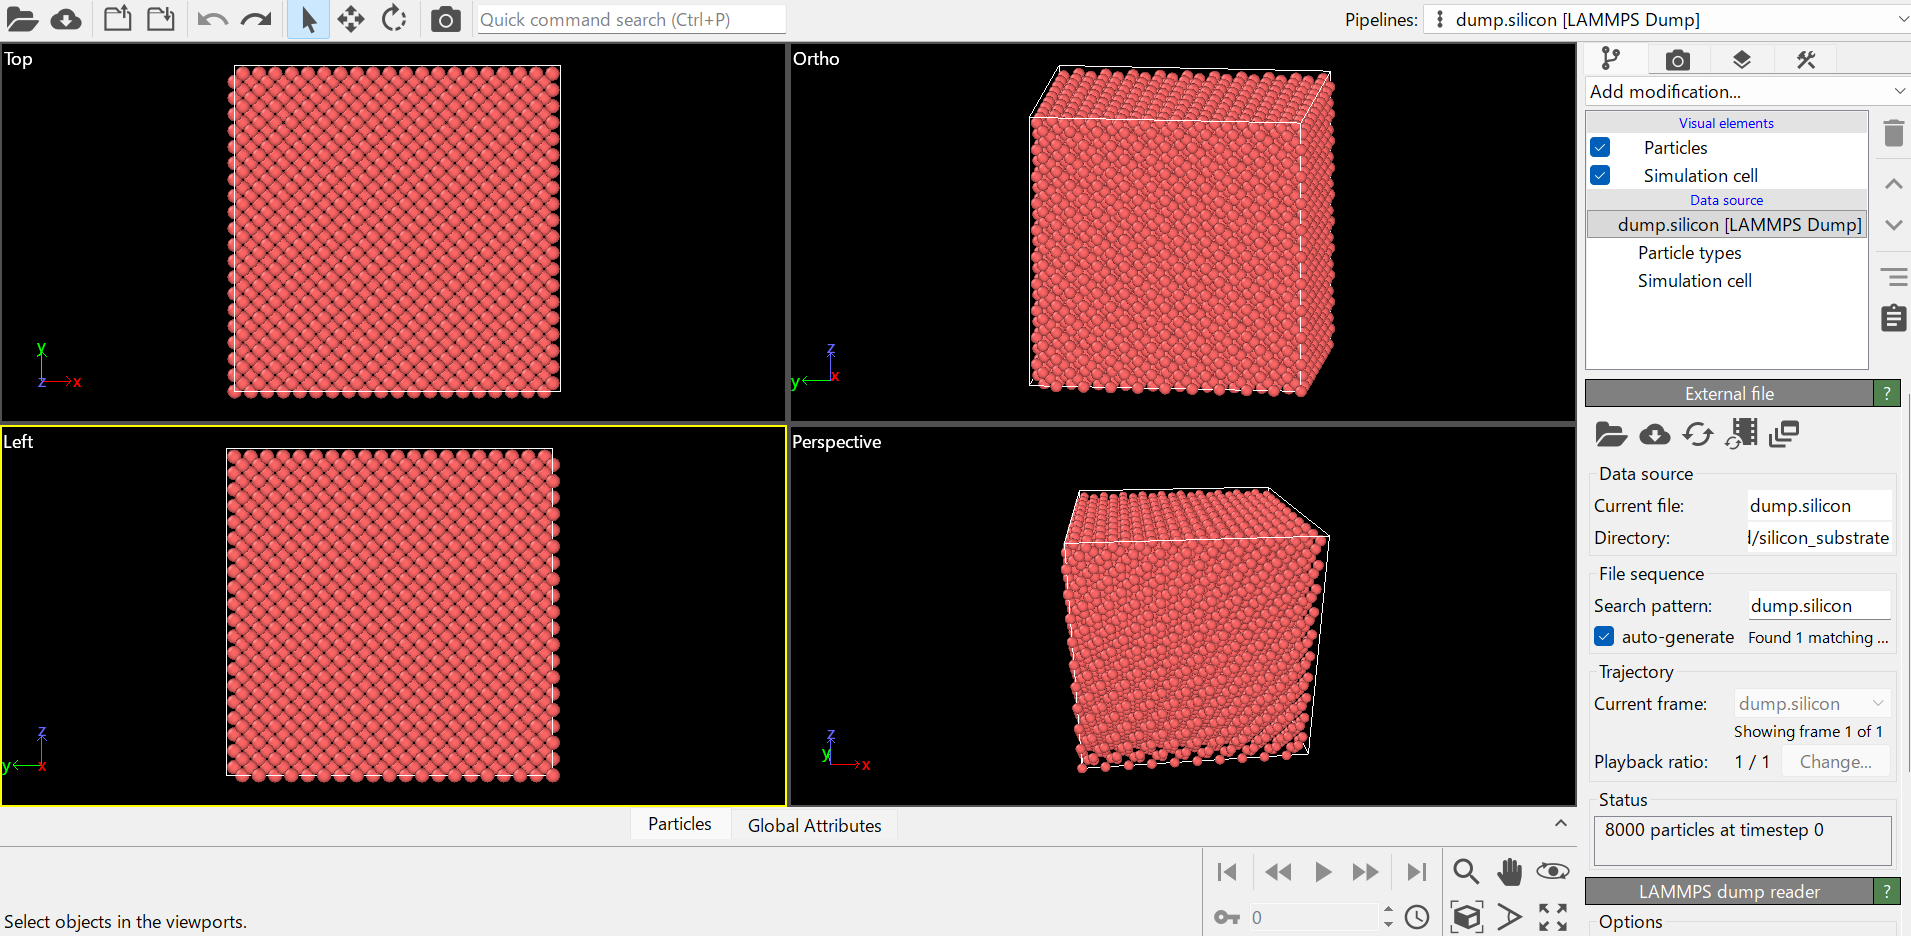 Quick command search (Ctrl+P)
Pipelines:
dump.silicon [LAMMPS Dump]
Top
Ortho
Left
Perspective
y
z
x
z
y
x
z
y
x
z
y
x
Add modification...
Visual elements
Particles
Simulation cell
Data source
dump.silicon [LAMMPS Dump]
Particle types
Simulation cell
External file
?
Data source
Current file:
dump.silicon
Directory:
/silicon_substrate
File sequence
Search pattern:
dump.silicon
auto-generate
Found 1 matching ...
Trajectory
Current frame:
dump.silicon
Showing frame 1 of 1
Playback ratio:
1 / 1
Change...
Status
8000 particles at timestep 0
LAMMPS dump reader
?
Options
Particles
Global Attributes
0
Select objects in the viewports.